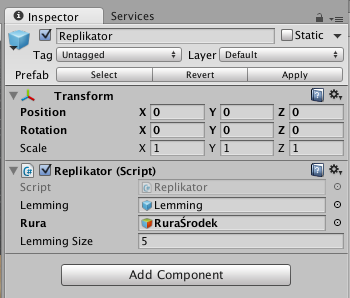 Inspector Services
Replikator Static
Tag Untagged Layer Default
Prefab Select Revert Apply
Transform
Position X 0 Y 0 Z 0
Rotation X 0 Y 0 Z 0
Scale X 1 Y 1 Z 1
Replikator (Script)
Script Replikator
Lemming Lemming
Rura RuraŚrodek
Lemming Size 5
Add Component